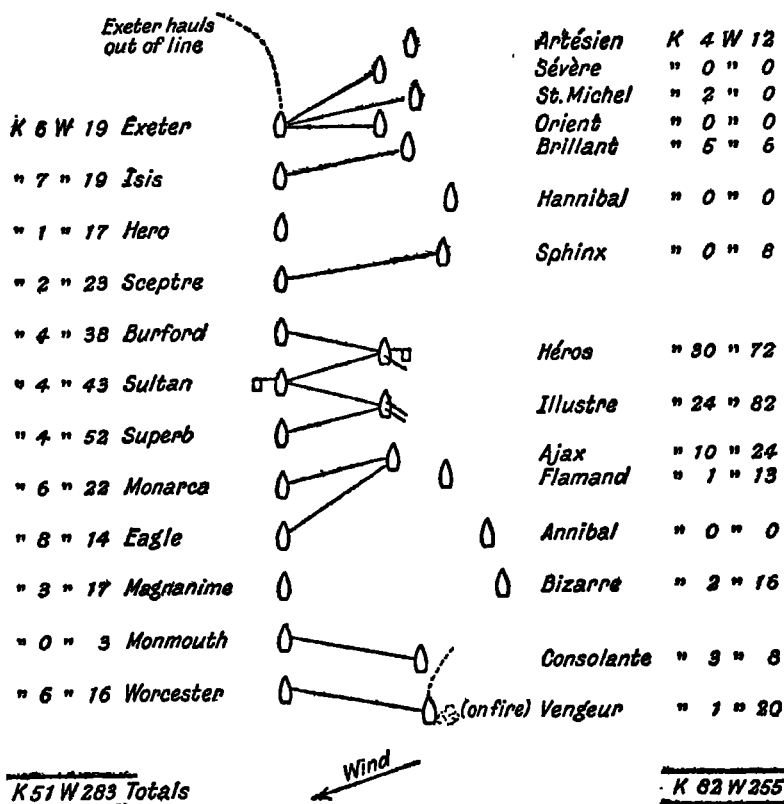 Exeter hauls
out of line
K 6 W 19 Exeter
" 7 " 19 Isis
" 1 " 17 Hero
" 2 " 23 Sceptre
" 4 " 38 Burford
" 4 " 43 Sultan
" 4 " 52 Superb
" 6 " 22 Monarca
" 8 " 14 Eagle
" 3 " 17 Magnanime
" 0 " 3 Monmouth
" 6 " 16 Worcester
K 51 W 283 Totals
Artésien K 4 W 12
Sévère " 0 " 0
St. Michel " 2 " 0
Orient " 0 " 0
Brillant " 5 " 6
Hannibal " 0 " 0
Sphinx " 0 " 8
Héros " 30 " 72
Illustre " 24 " 82
Ajax " 10 " 24
Flamand " 1 " 13
Annibal " 0 " 0
Bizarre " 2 " 16
Consolante " 3 " 8
(on fire) Vengeur " 1 " 20
Wind
K 82 W 255